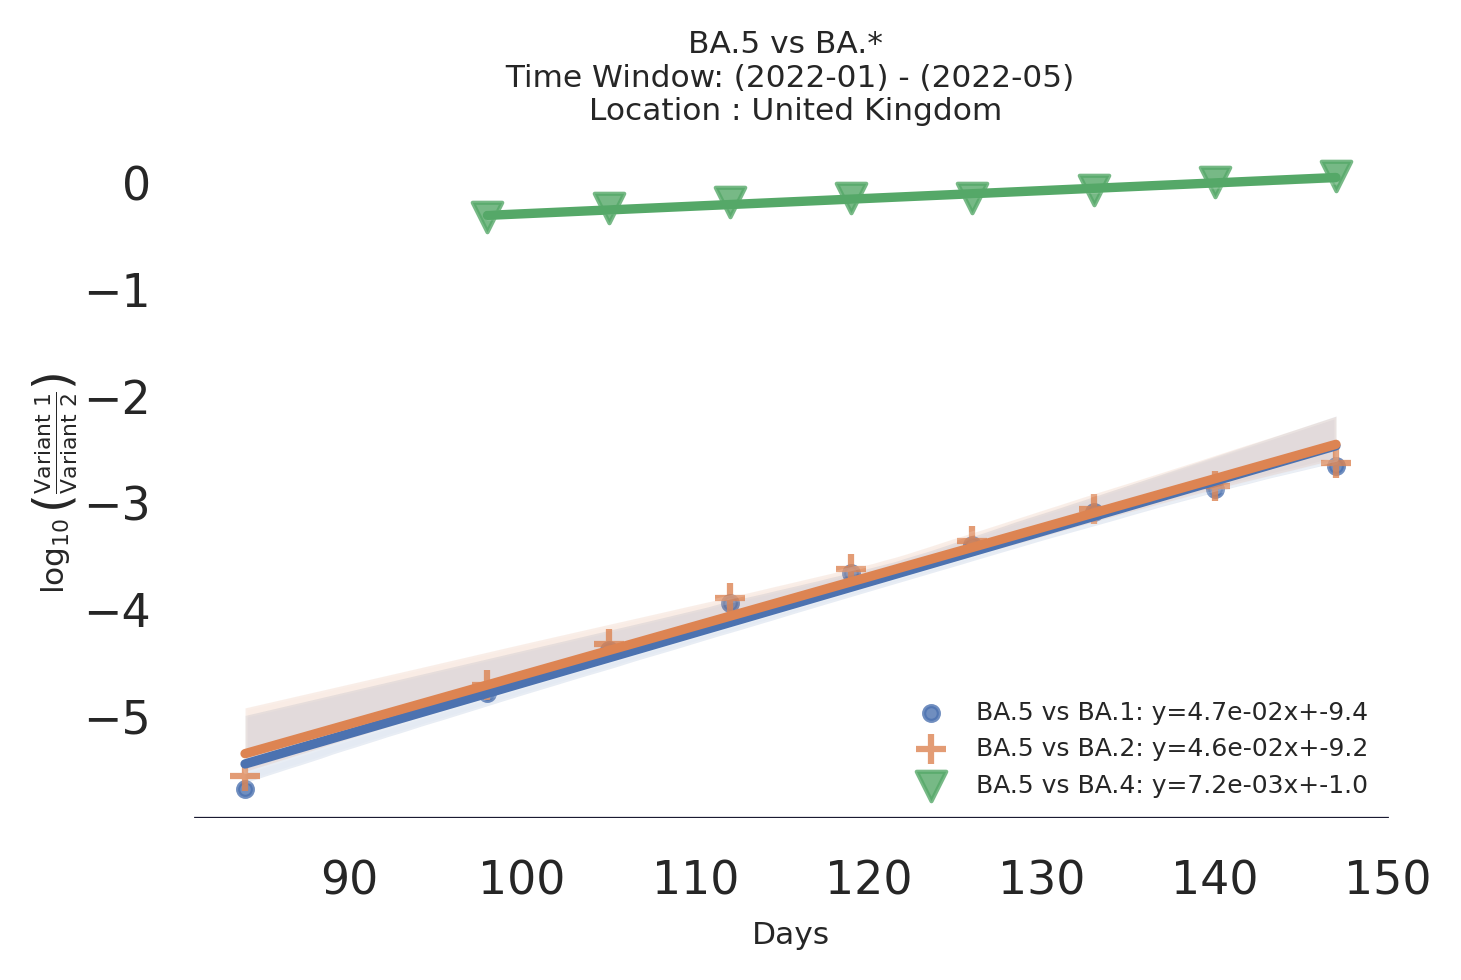 BA.5 vs BA.*
Time Window: (2022-01) - (2022-05)
Location : United Kingdom
0
−1
−2
−3
−4
−5
log10 (Variant 1 / Variant 2)
BA.5 vs BA.1: y=4.7e-02x+-9.4
BA.5 vs BA.2: y=4.6e-02x+-9.2
BA.5 vs BA.4: y=7.2e-03x+-1.0
90 100 110 120 130 140 150
Days